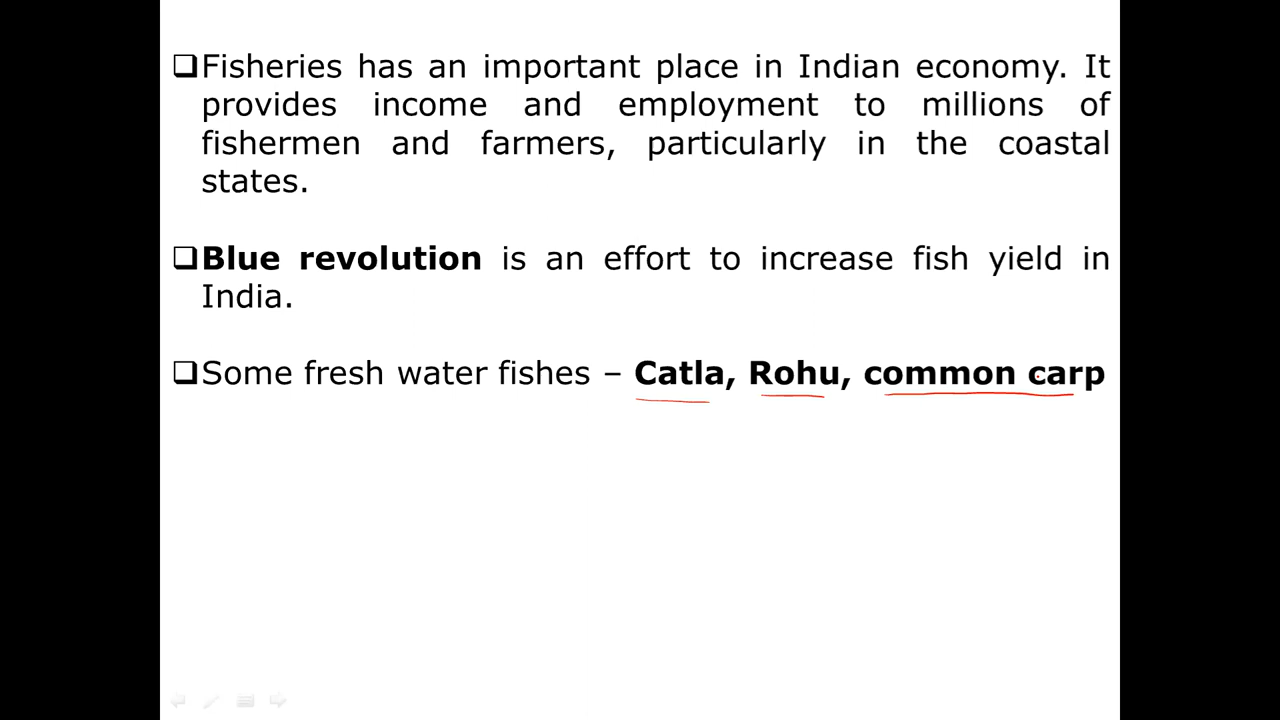 ❑Fisheries has an important place in Indian economy. It
provides income and employment to millions of
fishermen and farmers, particularly in the coastal
states.
❑Blue revolution is an effort to increase fish yield in
India.
❑Some fresh water fishes – Catla, Rohu, common carp